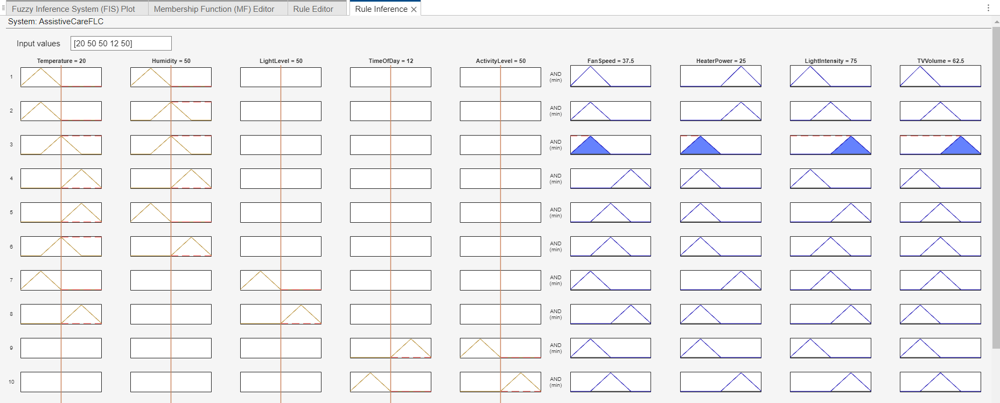 Fuzzy Inference System (FIS) Plot Membership Function (MF) Editor Rule Editor Rule Inference
System: AssistiveCareFLC
Input values [20 50 50 12 50]
Temperature = 20 Humidity = 50 LightLevel = 50 TimeOfDay = 12 ActivityLevel = 50 FanSpeed = 37.5 HeaterPower = 25 LightIntensity = 75 TVVolume = 62.5
1 AND
(min)
2 AND
(min)
3 AND
(min)
4 AND
(min)
5 AND
(min)
6 AND
(min)
7 AND
(min)
8 AND
(min)
9 AND
(min)
10 AND
(min)